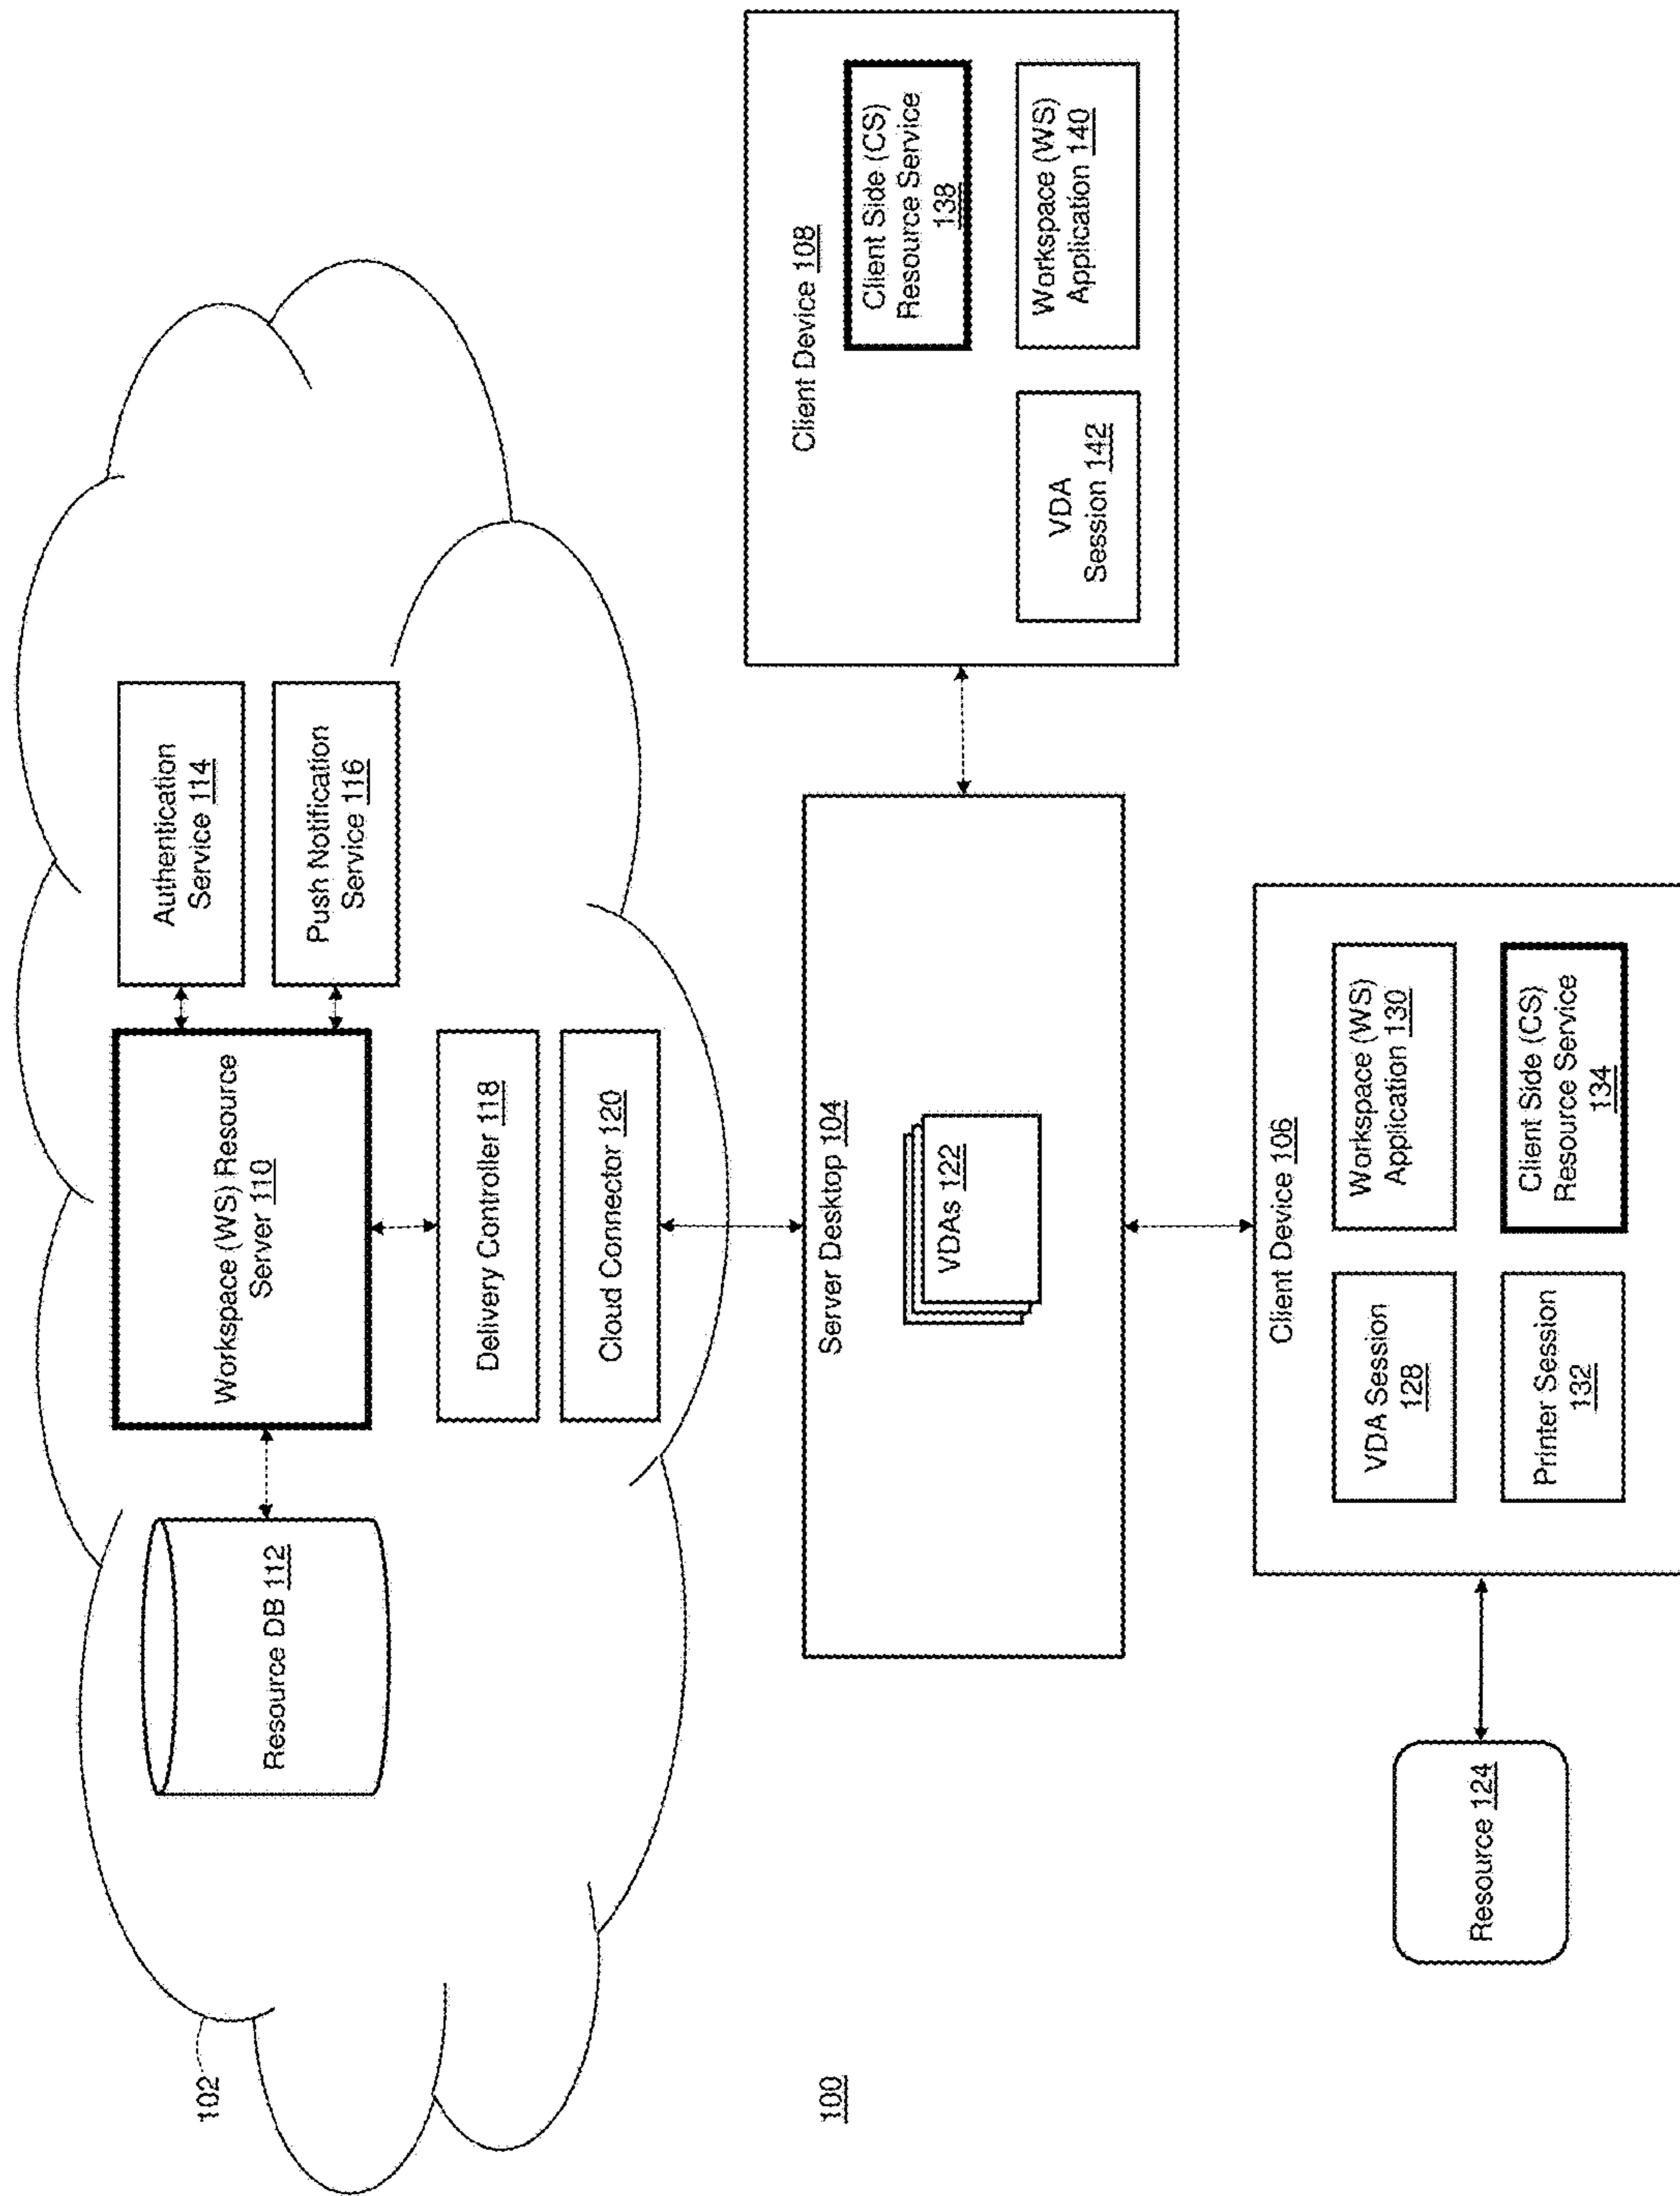 102
Resource DB 112
Workspace (WS) Resource
Server 110
Authentication
Service 114
Push Notification
Service 116
Delivery Controller 118
Cloud Connector 120
100
Server Desktop 104
VDAs 122
Client Device 108
Client Side (CS)
Resource Service
138
VDA
Session 142
Workspace (WS)
Application 140
Resource 124
Client Device 106
VDA Session
128
Workspace (WS)
Application 130
Printer Session
132
Client Side (CS)
Resource Service
134